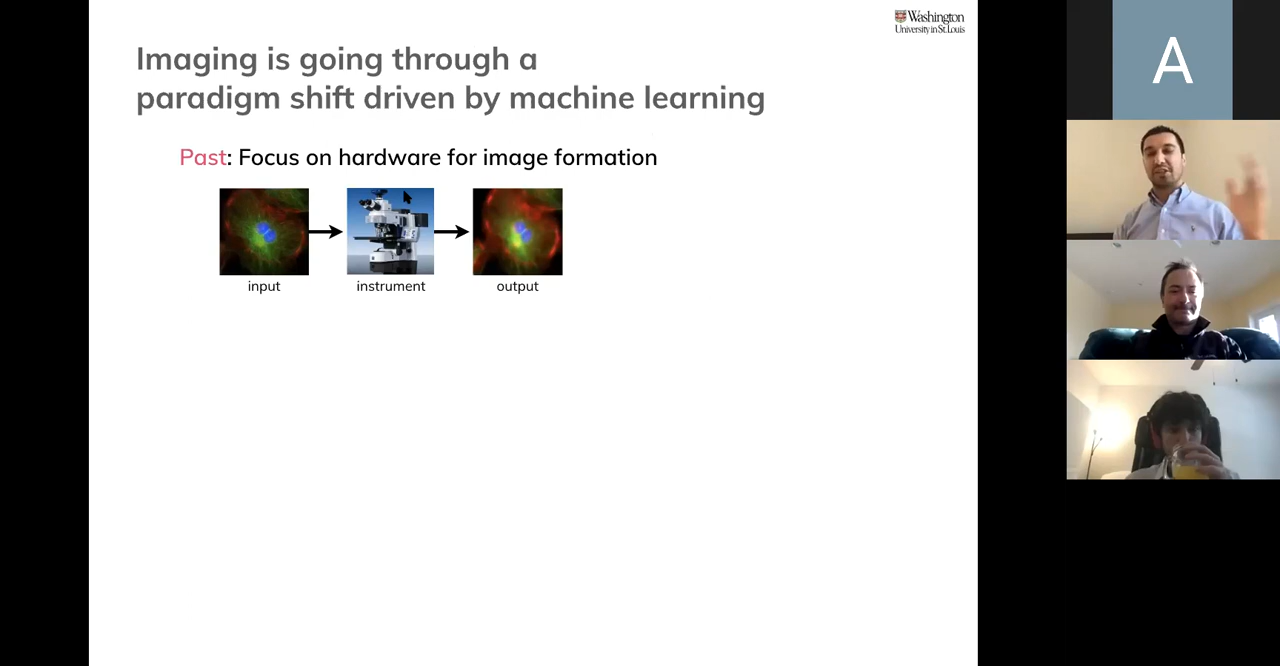 Washington
University in St. Louis
Imaging is going through a
paradigm shift driven by machine learning
Past: Focus on hardware for image formation
input
instrument
output
A